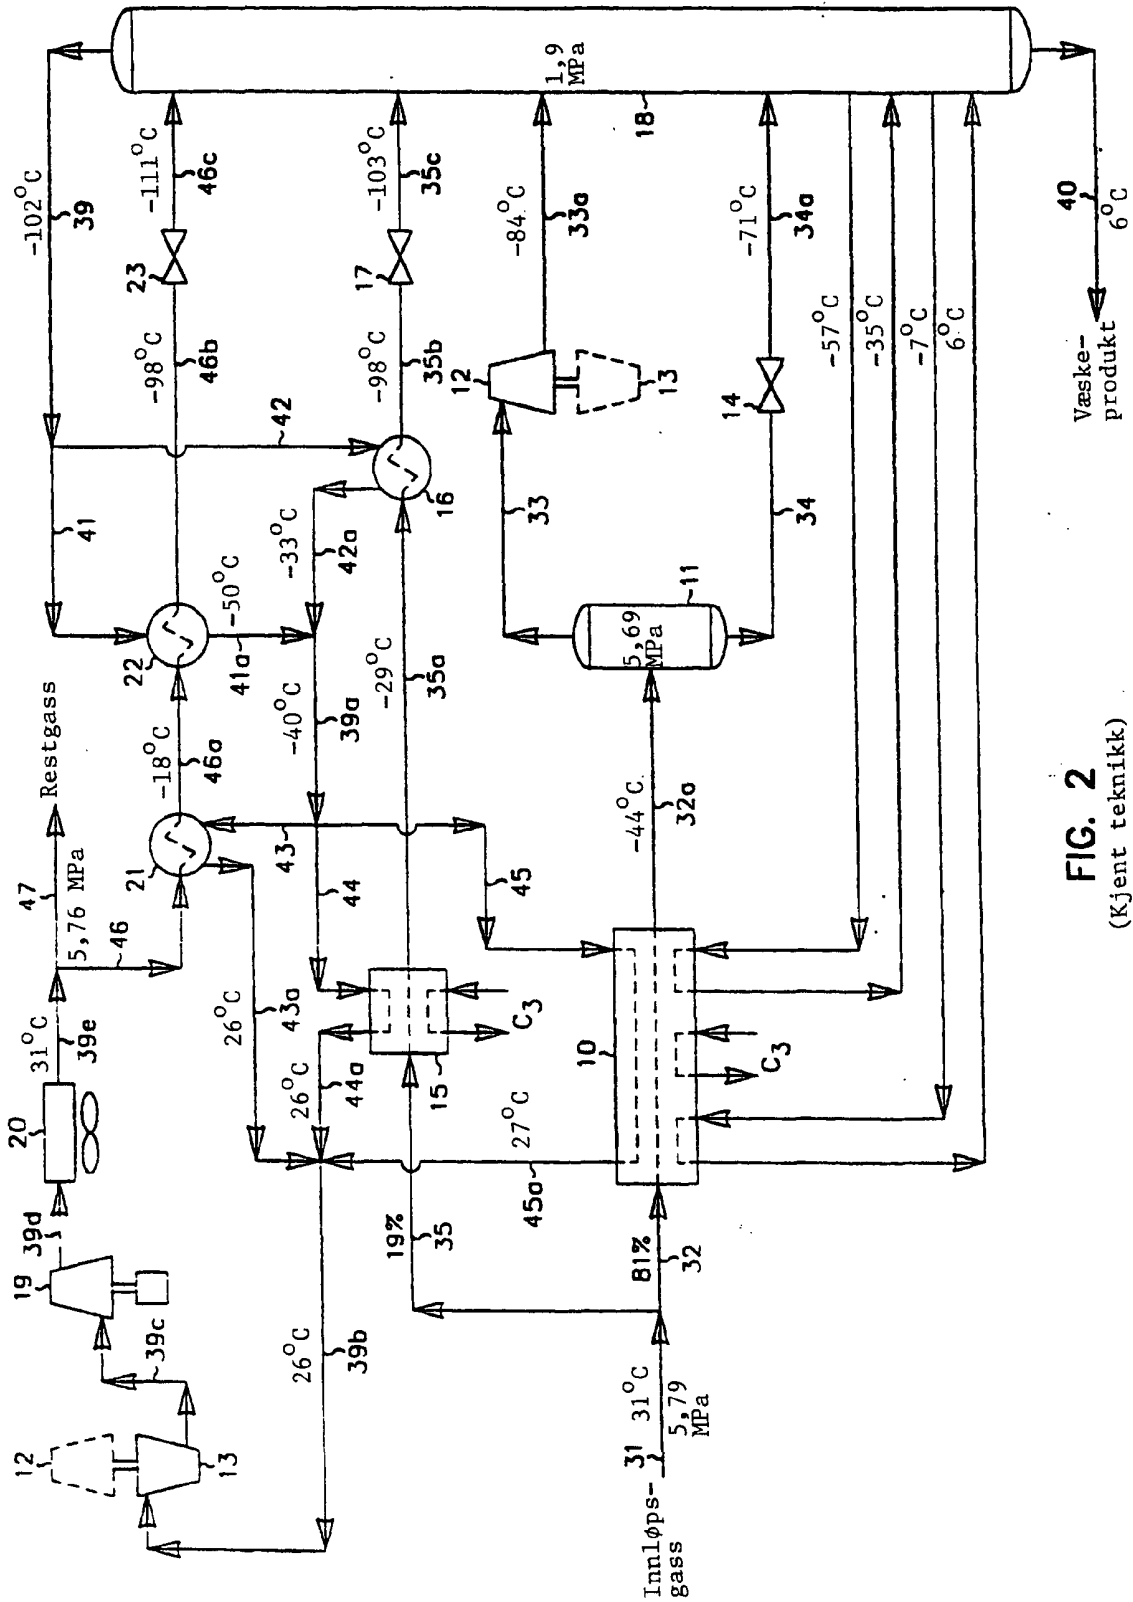 -102°C
39
-111°C
46c
23
-98°C
46b
41
42
-50°C
22
41a
-18°C
46a
21
Restgass
47
5,76 MPa
46
31°C
39e
20
39d
19
39c
12
13
26°C
43a
26°C
44a
26°C
39b
-103°C
35c
17
-98°C
35b
16
-33°C
42a
-40°C
39a
-29°C
35a
43
44
45
C3
15
19%
35
1,9
MPa
18
-84°C
33a
12
13
33
-71°C
34a
14
34
11
5,69
MPa
-44°C
32a
10
C3
27°C
45a
81%
32
31
31°C
5,79
MPa
Innløps-
gass
-57°C
-35°C
-7°C
6°C
40
6°C
Væske-
produkt
FIG. 2
(Kjent teknikk)